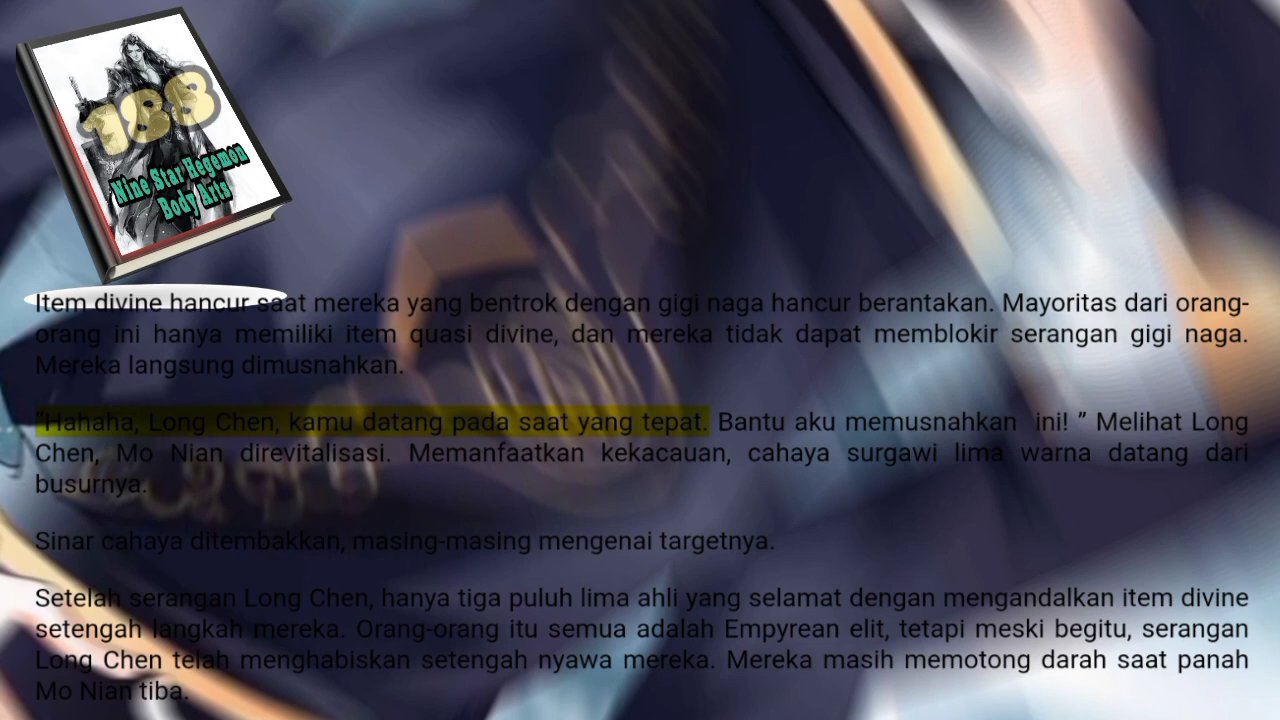 188
Nine Star Hegemon
Body Arts
Item divine hancur saat mereka yang bentrok dengan gigi naga hancur berantakan. Mayoritas dari orang-
orang ini hanya memiliki item quasi divine, dan mereka tidak dapat memblokir serangan gigi naga.
Mereka langsung dimusnahkan.
"Hahaha, Long Chen, kamu datang pada saat yang tepat. Bantu aku memusnahkan  ini! ” Melihat Long
Chen, Mo Nian direvitalisasi. Memanfaatkan kekacauan, cahaya surgawi lima warna datang dari
busurnya.
Sinar cahaya ditembakkan, masing-masing mengenai targetnya.
Setelah serangan Long Chen, hanya tiga puluh lima ahli yang selamat dengan mengandalkan item divine
setengah langkah mereka. Orang-orang itu semua adalah Empyrean elit, tetapi meski begitu, serangan
Long Chen telah menghabiskan setengah nyawa mereka. Mereka masih memotong darah saat panah
Mo Nian tiba.